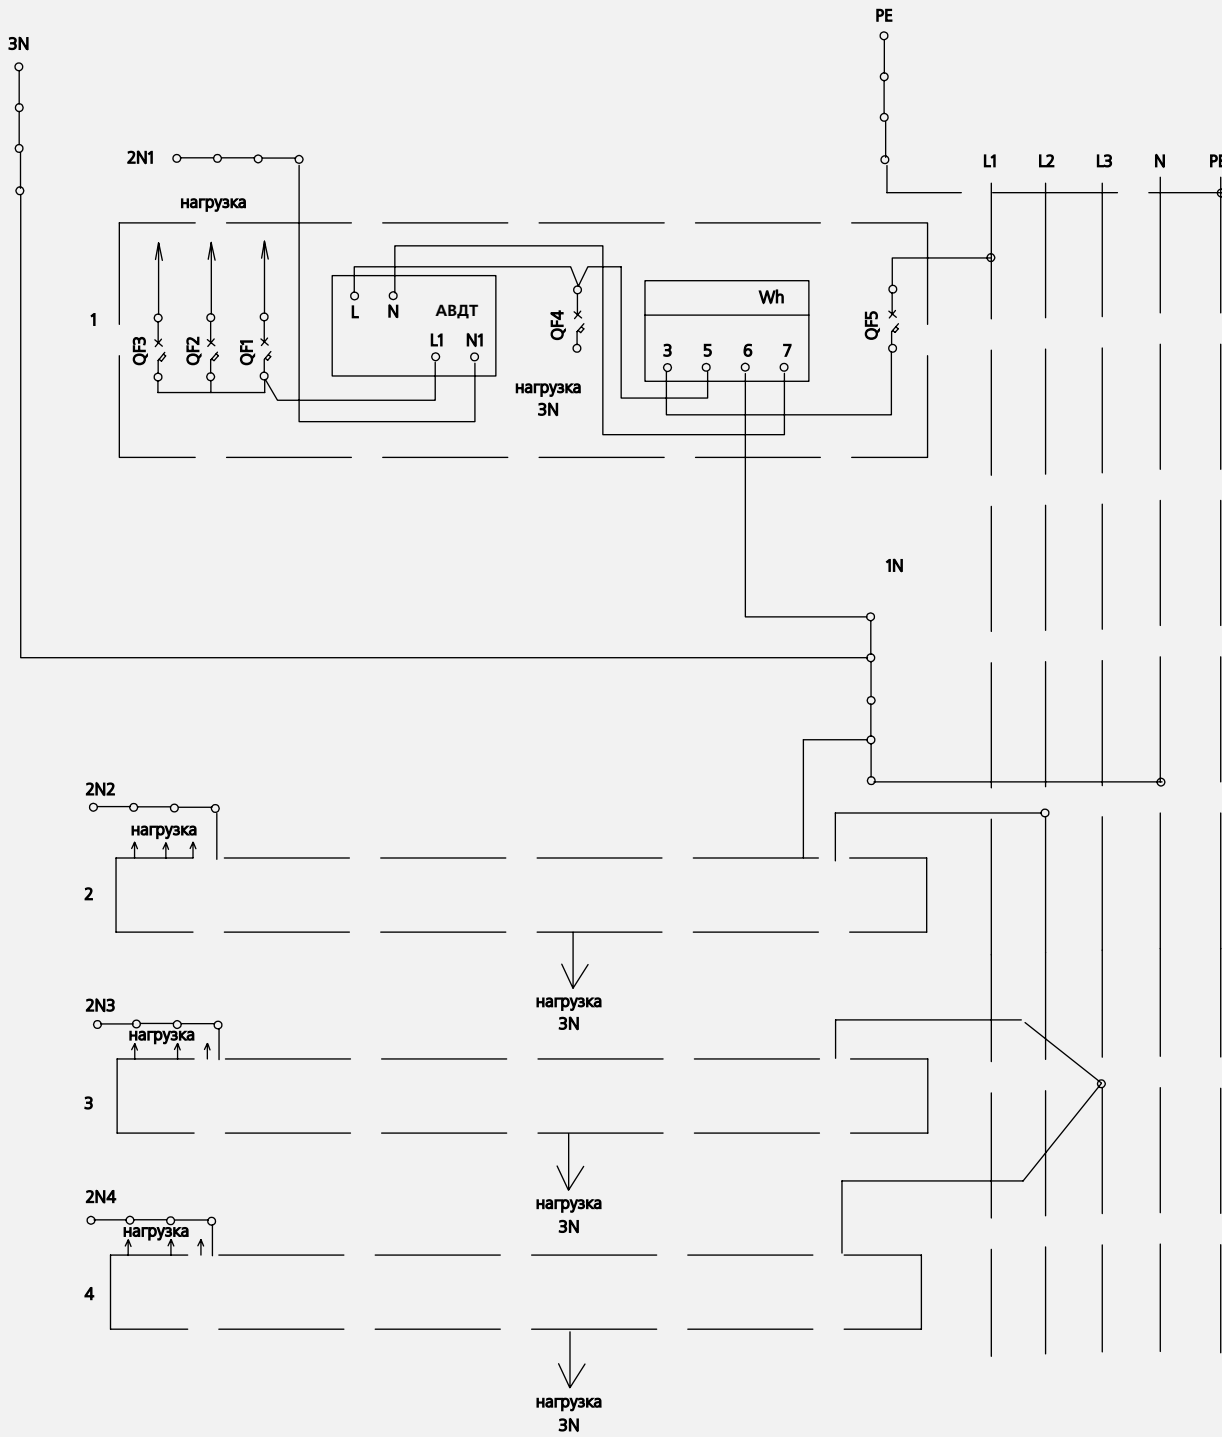 PE
3N
2N1
L1 L2 L3 N PE
нагрузка
Wh
L N АВДТ
1
QF3 QF2 QF1
QF4
QF5
L1 N1
3 5 6 7
нагрузка
3N
1N
2N2
нагрузка
2
нагрузка
3N
2N3
нагрузка
3
нагрузка
3N
2N4
нагрузка
4
нагрузка
3N